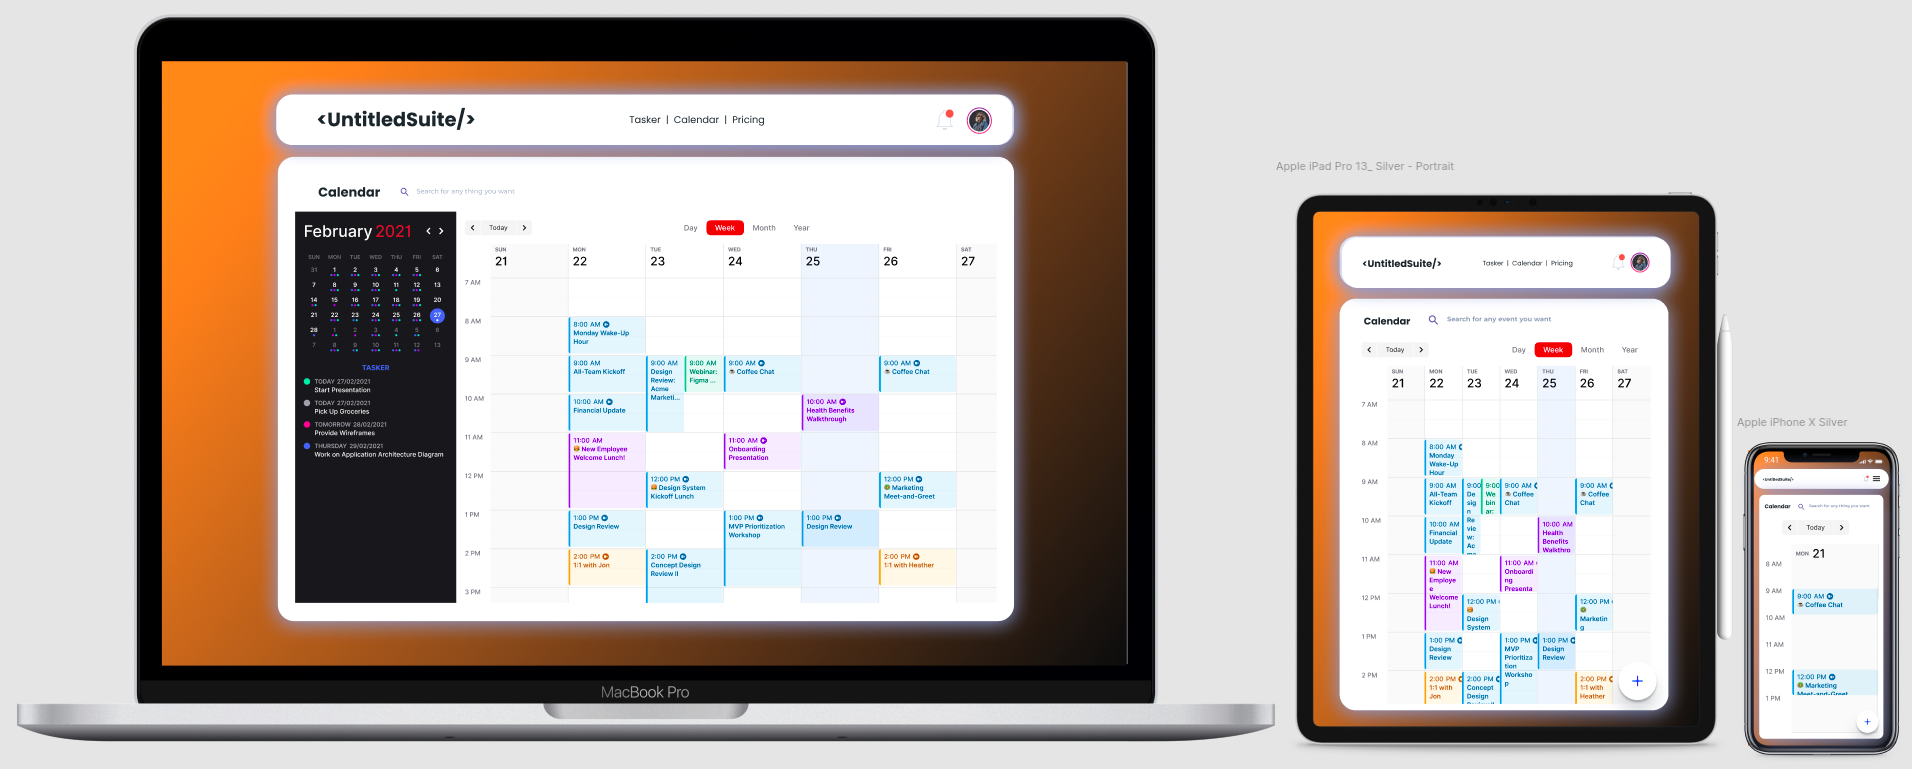 <UntitledSuite/>
Tasker | Calendar | Pricing
Calendar
Search for any thing you want
February 2021
SUN MON TUE WED THU FRI SAT
31 1 2 3 4 5 6
7 8 9 10 11 12 13
14 15 16 17 18 19 20
21 22 23 24 25 26 27
28 1 2 3 4 5 6
7 8 9 10 11 12 13
TASKER
TODAY 27/02/2021
Start Presentation
TODAY 27/02/2021
Pick Up Groceries
TOMORROW 28/02/2021
Provide Wireframes
THURSDAY 29/02/2021
Work on Application Architecture Diagram
Today
Day Week Month Year
SUN MON TUE WED THU FRI SAT
21 22 23 24 25 26 27
7 AM
8 AM
8:00 AM
Monday Wake-Up
Hour
9 AM
9:00 AM
All-Team Kickoff
9:00 AM
Design
Review:
Acme
Marketi...
9:00 AM
Webinar:
Figma ...
9:00 AM
Coffee Chat
9:00 AM
Coffee Chat
10 AM
10:00 AM
Financial Update
10:00 AM
Health Benefits
Walkthrough
11 AM
11:00 AM
New Employee
Welcome Lunch!
11:00 AM
Onboarding
Presentation
12 PM
12:00 PM
Design System
Kickoff Lunch
12:00 PM
Marketing
Meet-and-Greet
1 PM
1:00 PM
Design Review
1:00 PM
MVP Prioritization
Workshop
1:00 PM
Design Review
2 PM
2:00 PM
1:1 with Jon
2:00 PM
Concept Design
Review II
2:00 PM
1:1 with Heather
3 PM
MacBook Pro
Apple iPad Pro 13_ Silver - Portrait
<UntitledSuite/>
Tasker | Calendar | Pricing
Calendar
Search for any event you want
Today
Day Week Month Year
SUN MON TUE WED THU FRI SAT
21 22 23 24 25 26 27
7 AM
8 AM
8:00 AM
Monday
Wake-Up
Hour
9 AM
9:00 AM
All-Team
Kickoff
9:00
De
sig
n
Re
vie
w:
Ac
9:00
We
bin
ar:
9:00 AM
Coffee
Chat
9:00 AM
Coffee
Chat
10 AM
10:00 AM
Financial
Update
10:00 AM
Health
Benefits
Walkthro
11 AM
11:00 AM
New
Employe
e
Welcome
Lunch!
11:00 AM
Onboardi
ng
Presenta
12 PM
12:00 PM
Design
System
12:00 PM
Marketin
g
1 PM
1:00 PM
Design
Review
1:00 PM
MVP
Prioritiza
tion
Worksho
p
1:00 PM
Design
Review
2 PM
2:00 PM
1:1 with
Jon
2:00 PM
Concept
Design
2:00 PM
1:1 with
Heather
+
Apple iPhone X Silver
9:41
<UntitledSuite/>
Calendar
Search for any thing you want
Today
MON 21
8 AM
9 AM
9:00 AM
Coffee Chat
10 AM
11 AM
12 PM
12:00 PM
Marketing
Meet-and-Greet
1 PM
+